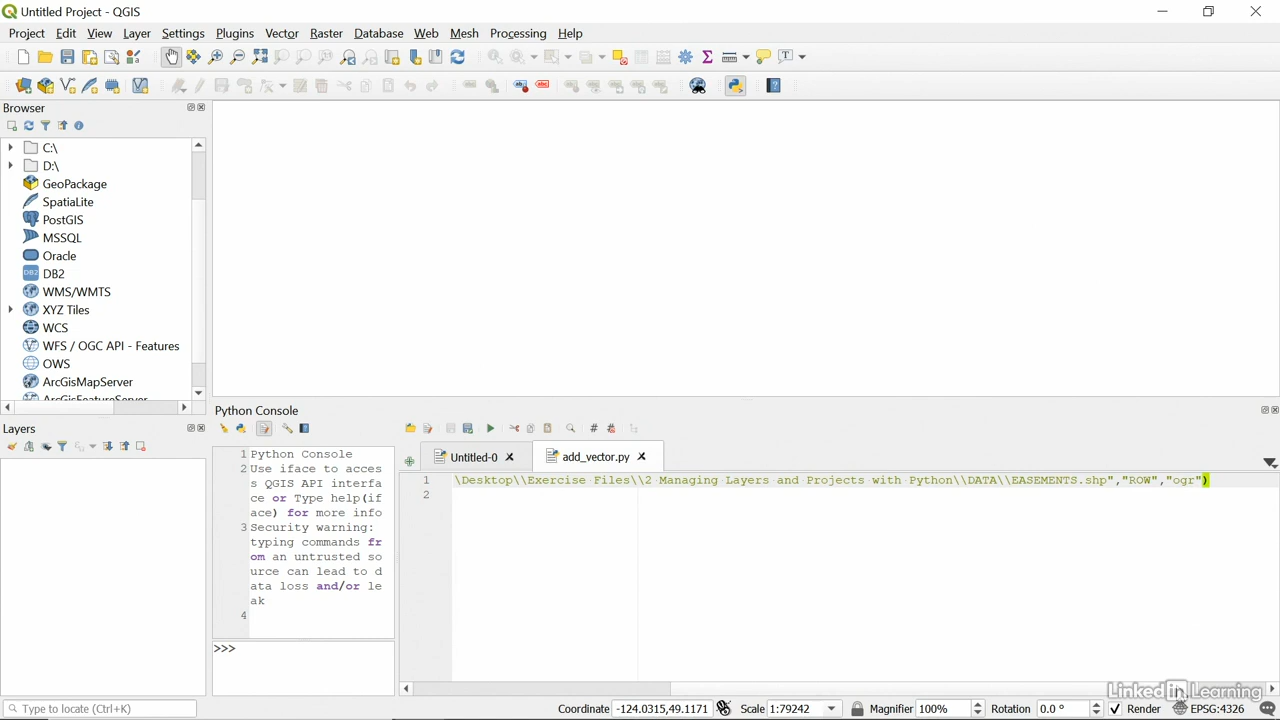 Untitled Project - QGIS
Project Edit View Layer Settings Plugins Vector Raster Database Web Mesh Processing Help
Browser
C:\
D:\
GeoPackage
SpatiaLite
PostGIS
MSSQL
Oracle
DB2
WMS/WMTS
XYZ Tiles
WCS
WFS / OGC API - Features
OWS
ArcGisMapServer
ArcGisFeatureServer
Layers
Python Console
Untitled-0
add_vector.py
1 Python Console
Use iface to acces
s QGIS API interfa
ce or Type help(if
ace) for more info
3 Security warning:
typing commands fr
om an untrusted so
urce can lead to d
ata loss and/or le
ak
4
>>>
1 \Desktop\\Exercise Files\\2 Managing Layers and Projects with Python\\DATA\\EASEMENTS.shp","ROW","ogr")
2
LinkedIn Learning
Type to locate (Ctrl+K)
Coordinate -124.0315,49.1171 Scale 1:79242 Magnifier 100% Rotation 0.0 ° Render EPSG:4326